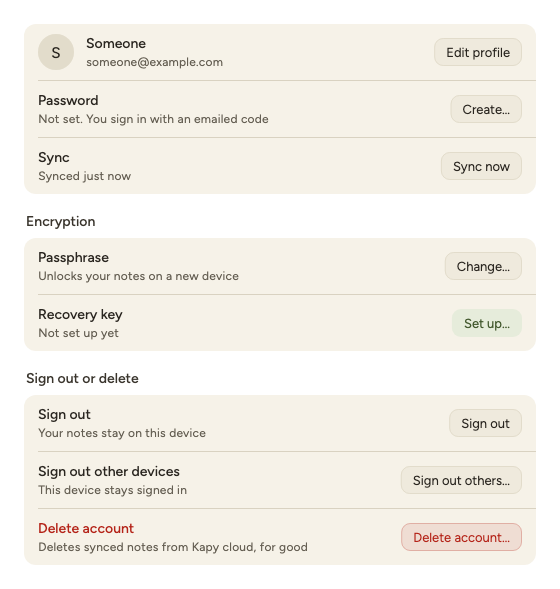 S
Someone
someone@example.com
Edit profile
Password
Not set. You sign in with an emailed code
Create…
Sync
Synced just now
Sync now
Encryption
Passphrase
Unlocks your notes on a new device
Change…
Recovery key
Not set up yet
Set up…
Sign out or delete
Sign out
Your notes stay on this device
Sign out
Sign out other devices
This device stays signed in
Sign out others…
Delete account
Deletes synced notes from Kapy cloud, for good
Delete account…